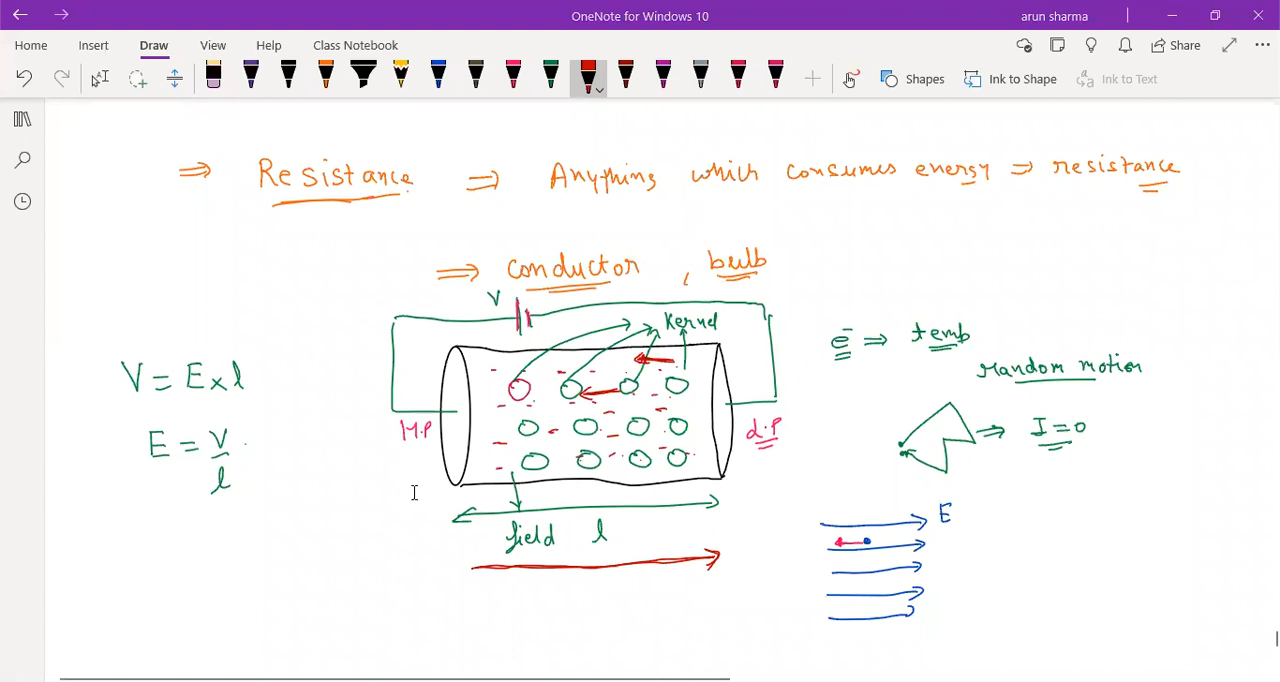 OneNote for Windows 10
arun sharma
Home Insert Draw View Help Class Notebook
Share
Shapes Ink to Shape Ink to Text
⇒ Resistance ⇒ Anything which consumes energy ⇒ resistance
⇒ conductor , bulb
V
Kernel
e⁻ ⇒ temp
random motion
V = E x l
E = V
l
H.P
d.P
⇒ I = 0
field l
E